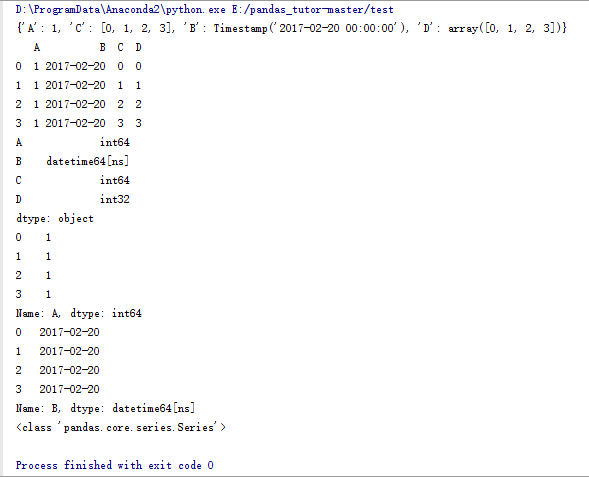 D:\ProgramData\Anaconda2\python.exe E:/pandas_tutor-master/test
{'A': 1, 'C': [0, 1, 2, 3], 'B': Timestamp('2017-02-20 00:00:00'), 'D': array([0, 1, 2, 3])}
   A          B  C  D
0  1 2017-02-20  0  0
1  1 2017-02-20  1  1
2  1 2017-02-20  2  2
3  1 2017-02-20  3  3
A             int64
B    datetime64[ns]
C             int64
D             int32
dtype: object
0    1
1    1
2    1
3    1
Name: A, dtype: int64
0   2017-02-20
1   2017-02-20
2   2017-02-20
3   2017-02-20
Name: B, dtype: datetime64[ns]
<class 'pandas.core.series.Series'>
Process finished with exit code 0